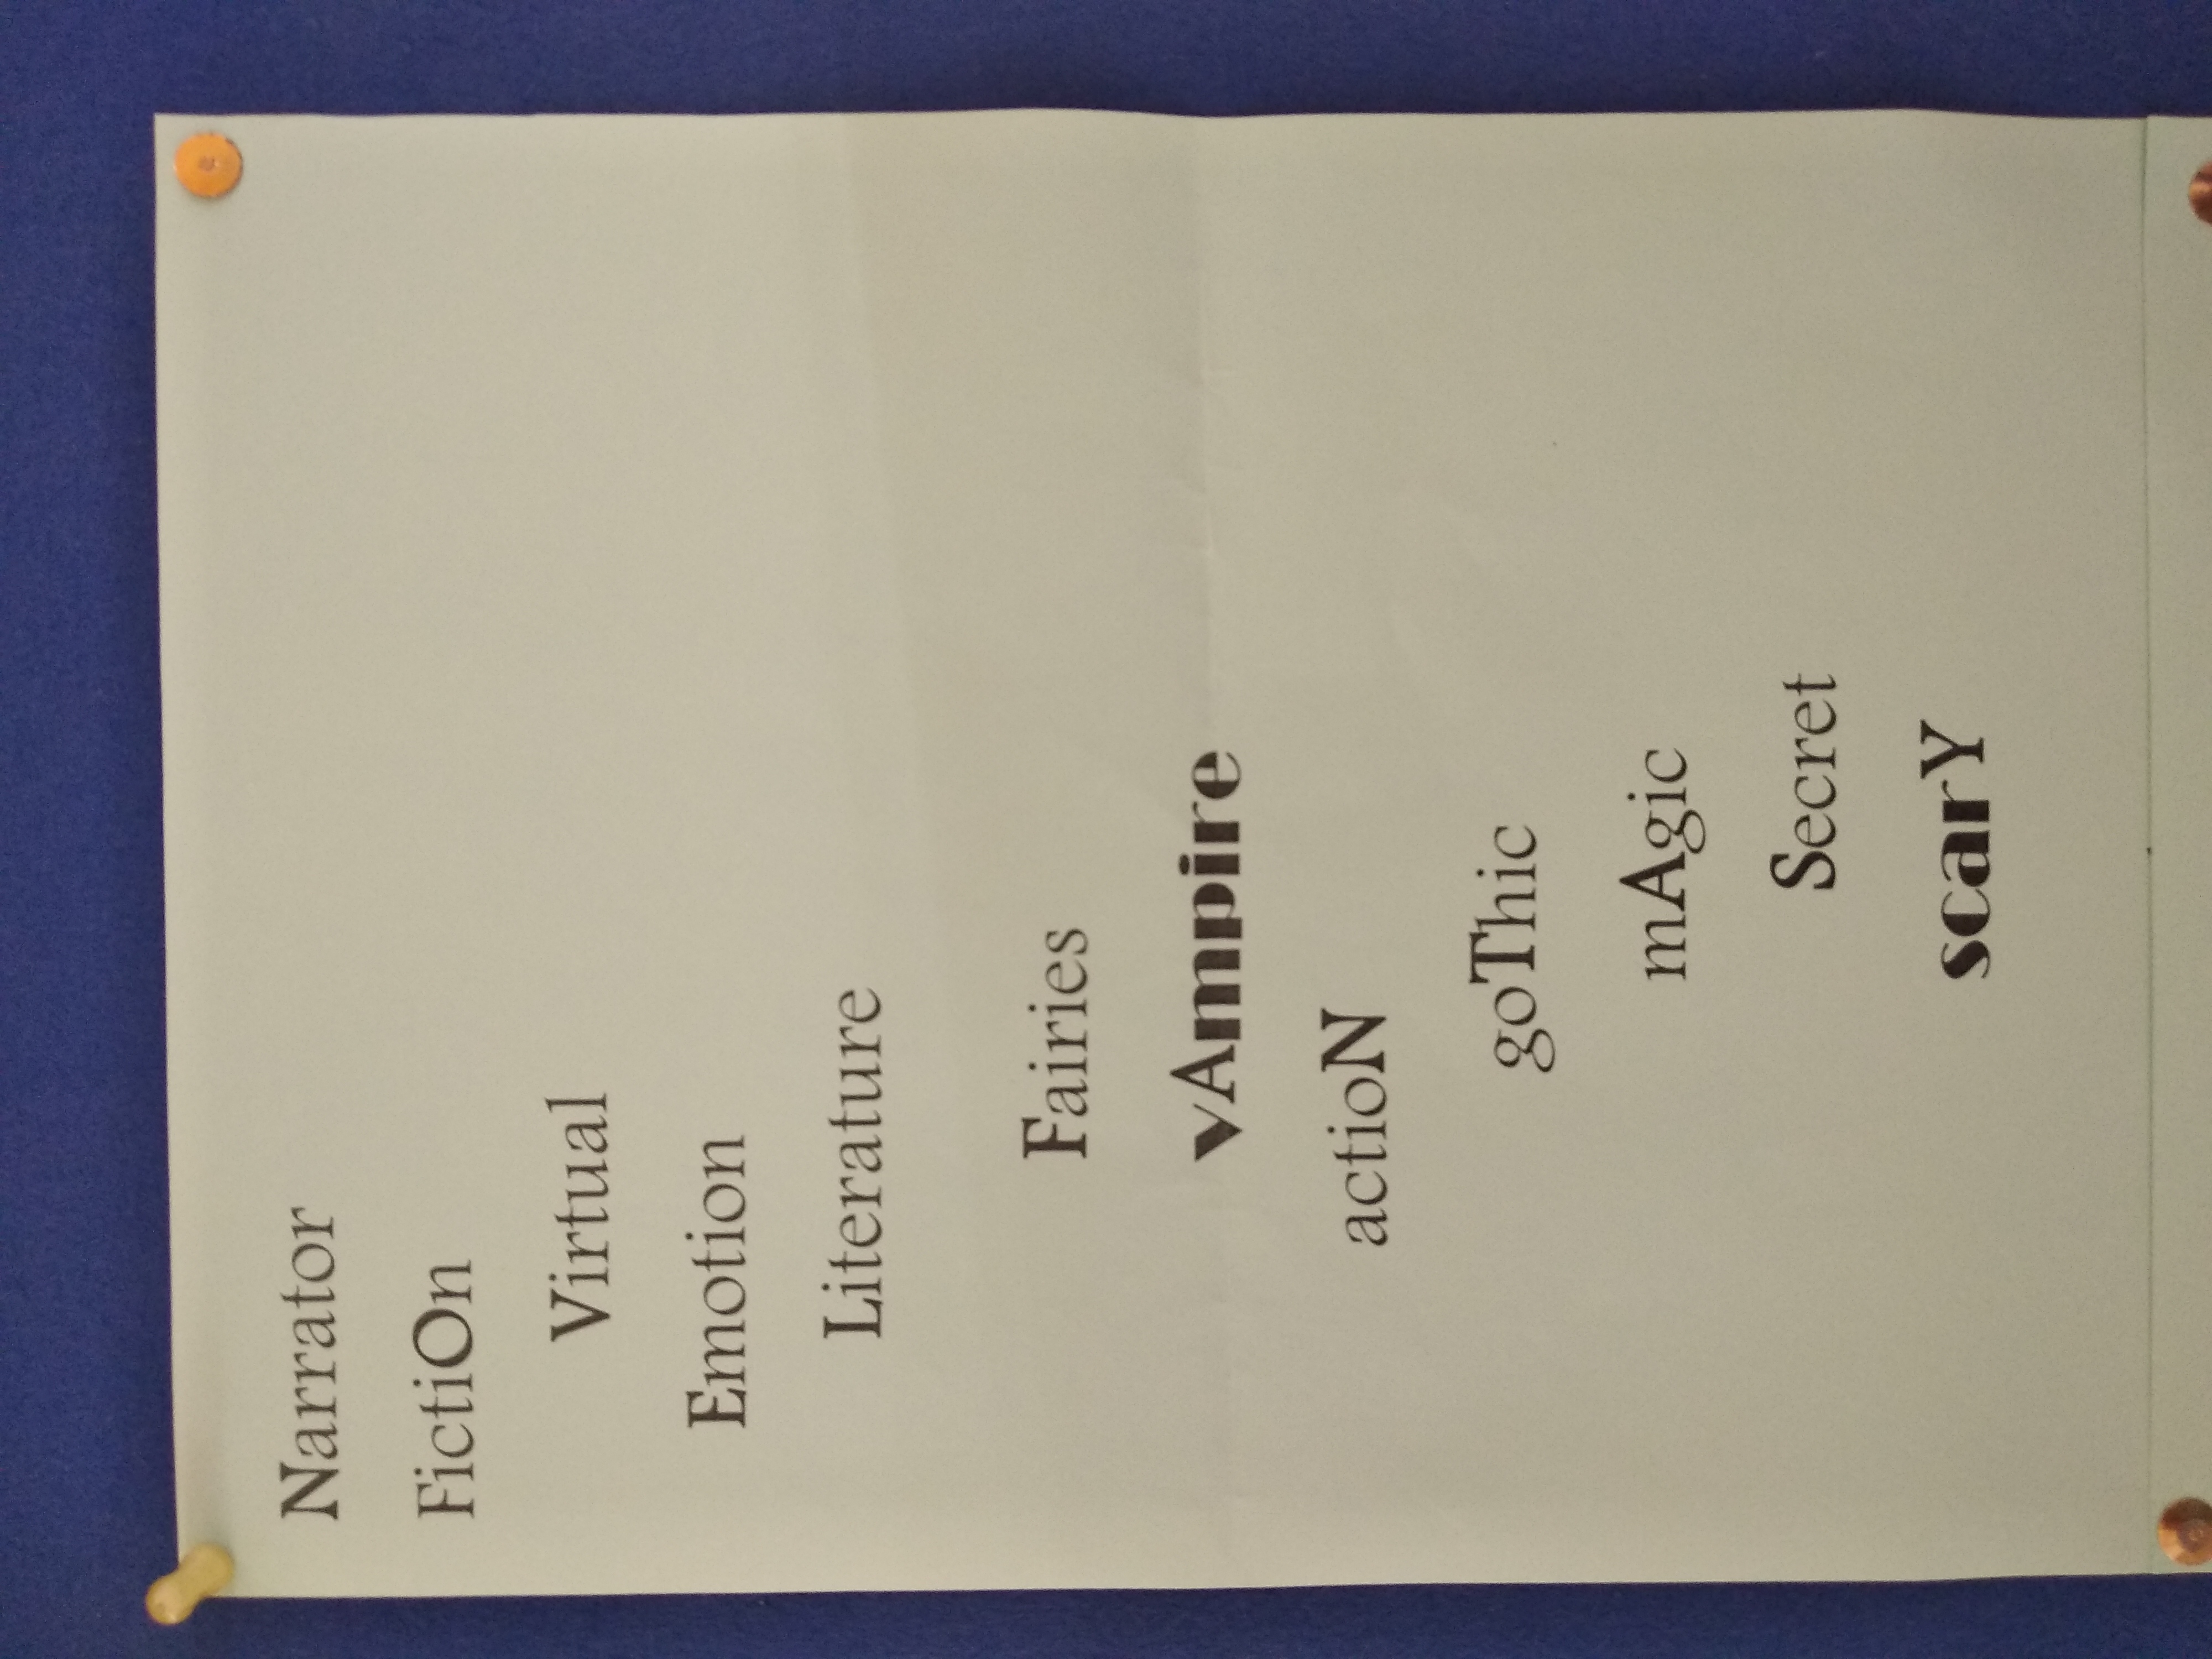 Narrator
FictiOn
Virtual
Emotion
Literature
Fairies
vAmpire
actioN
goThic
mAgic
Secret
scarY